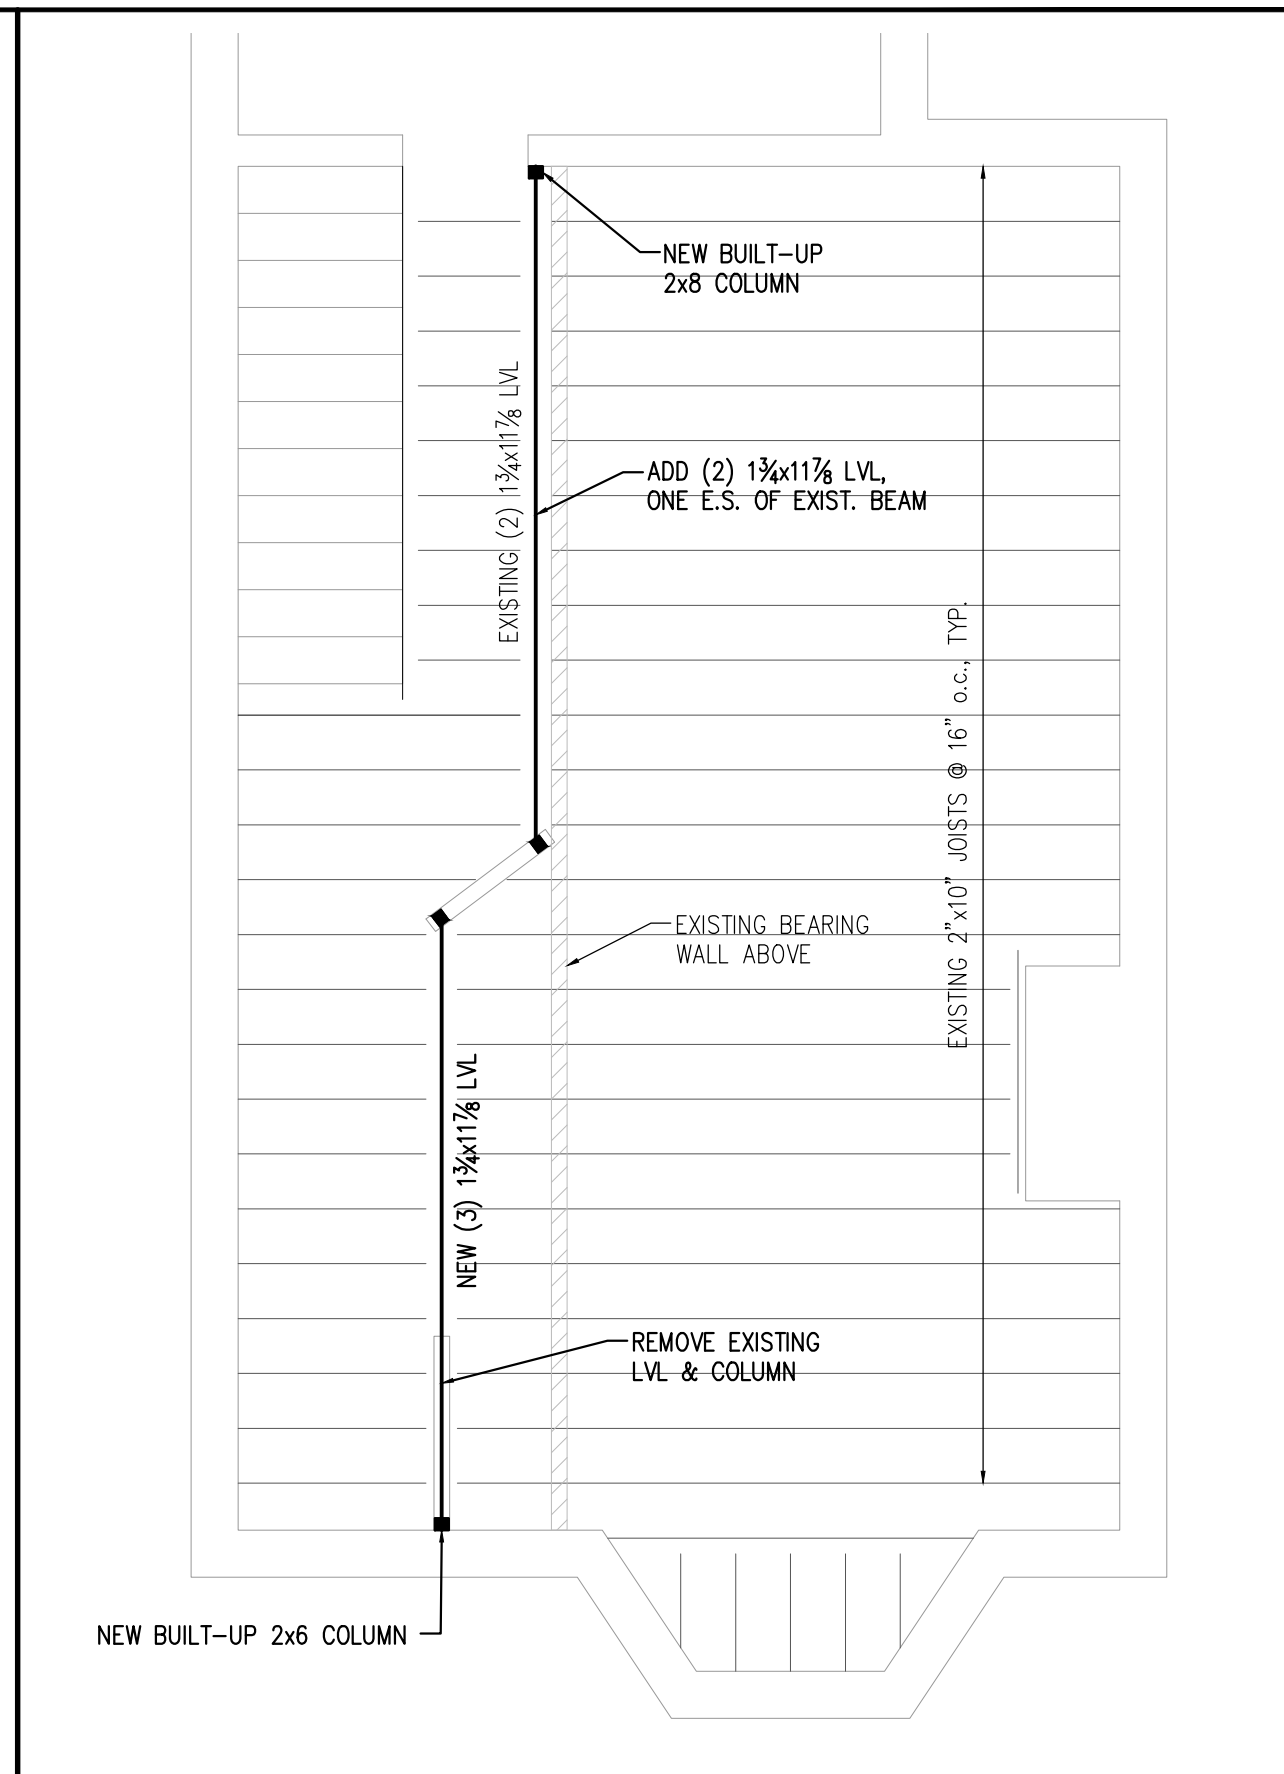 NEW BUILT-UP
2x8 COLUMN
EXISTING (2) 1¾x11⅞ LVL
ADD (2) 1¾x11⅞ LVL,
ONE E.S. OF EXIST. BEAM
EXISTING 2"x10" JOISTS @ 16" o.c., TYP.
EXISTING BEARING
WALL ABOVE
NEW (3) 1¾x11⅞ LVL
REMOVE EXISTING
LVL & COLUMN
NEW BUILT-UP 2x6 COLUMN